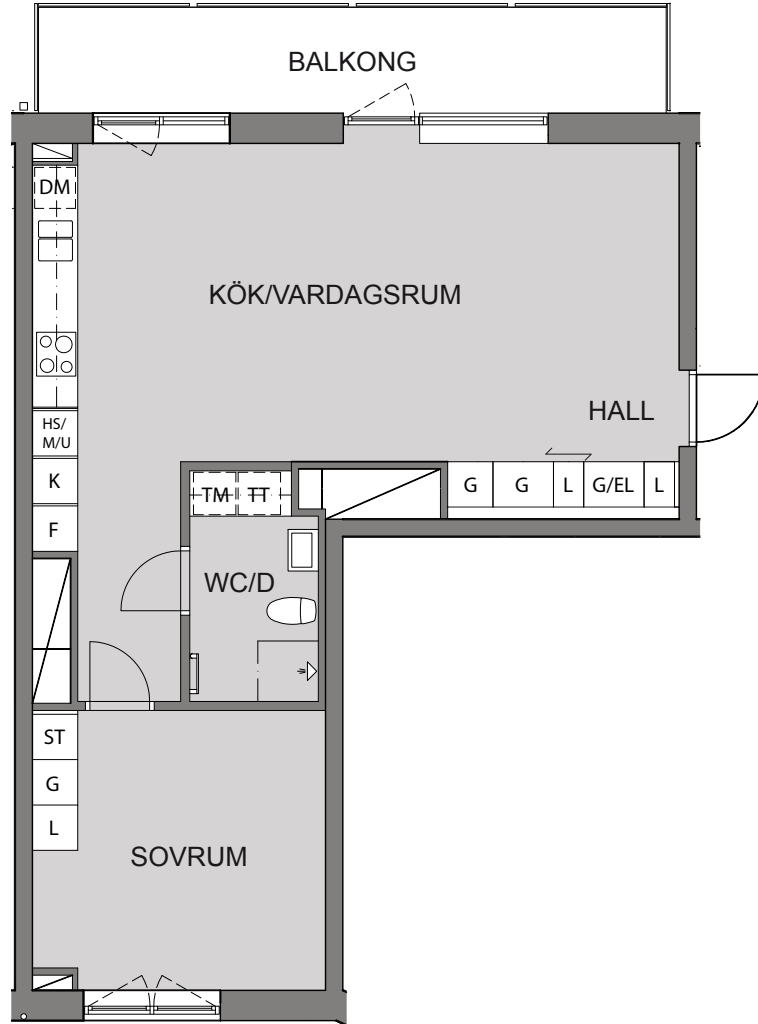 BALKONG
DM
KÖK/VARDAGSRUM
HALL
HS/
M/U
K
F
G G L G/EL L
TM TT
WC/D
ST
G
L
SOVRUM